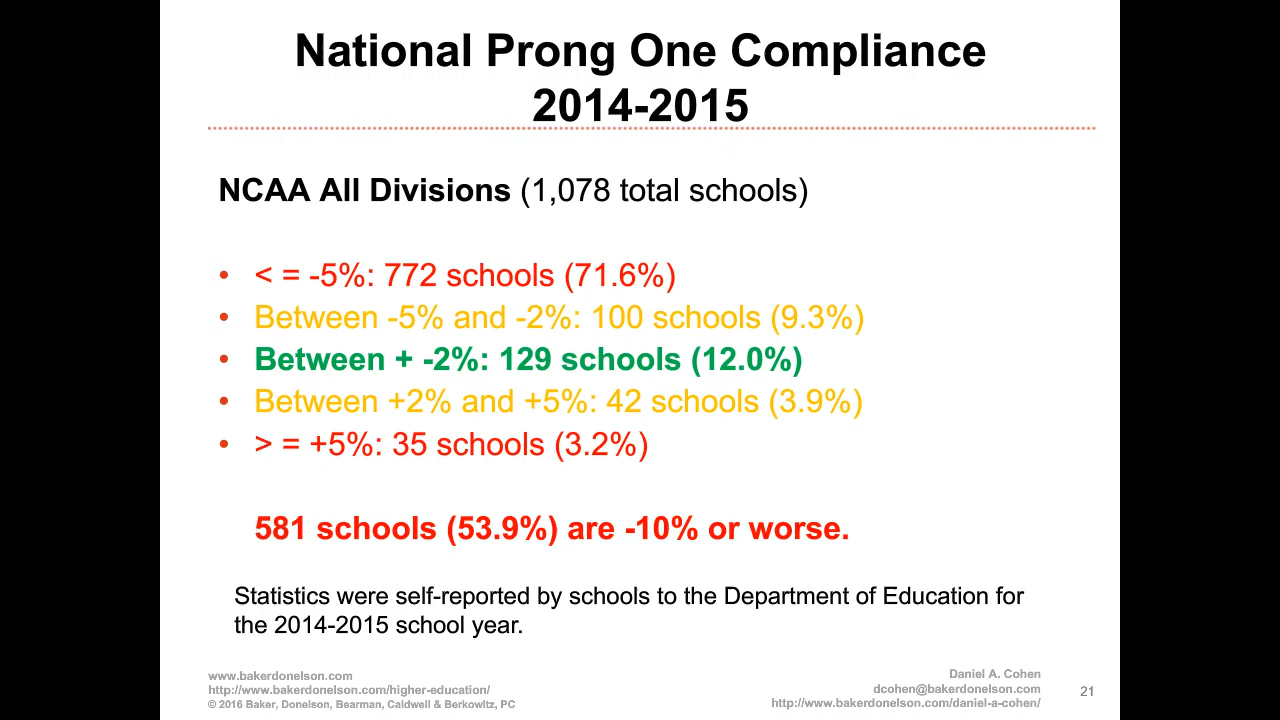 National Prong One Compliance
2014-2015
NCAA All Divisions (1,078 total schools)
• < = -5%: 772 schools (71.6%)
• Between -5% and -2%: 100 schools (9.3%)
• Between + -2%: 129 schools (12.0%)
• Between +2% and +5%: 42 schools (3.9%)
• > = +5%: 35 schools (3.2%)
581 schools (53.9%) are -10% or worse.
Statistics were self-reported by schools to the Department of Education for
the 2014-2015 school year.
www.bakerdonelson.com
http://www.bakerdonelson.com/higher-education/
© 2016 Baker, Donelson, Bearman, Caldwell & Berkowitz, PC
Daniel A. Cohen
dcohen@bakerdonelson.com
http://www.bakerdonelson.com/daniel-a-cohen/
21